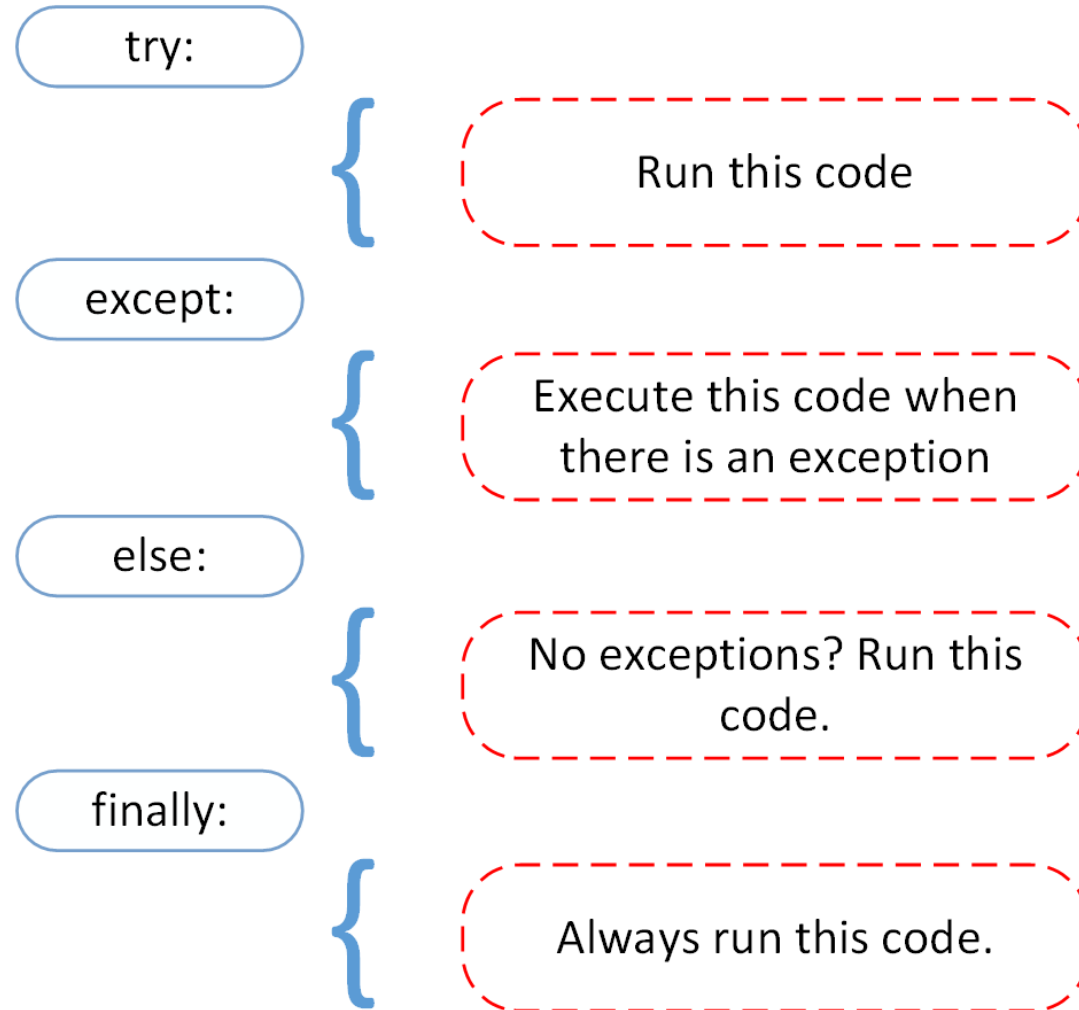 try:
Run this code
except:
Execute this code when
there is an exception
else:
No exceptions? Run this
code.
finally:
Always run this code.